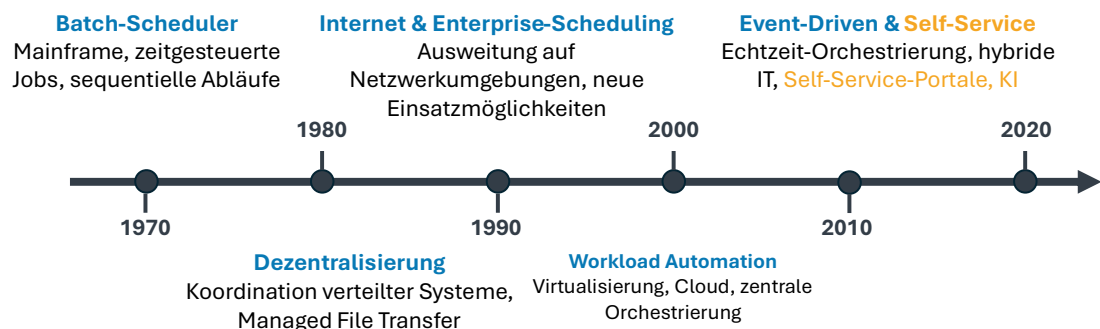 Batch-Scheduler
Mainframe, zeitgesteuerte
Jobs, sequentielle Abläufe
Internet & Enterprise-Scheduling
Ausweitung auf
Netzwerkumgebungen, neue
Einsatzmöglichkeiten
Event-Driven & Self-Service
Echtzeit-Orchestrierung, hybride
IT, Self-Service-Portale, KI
1980
2000
2020
1970
1990
2010
Dezentralisierung
Koordination verteilter Systeme,
Managed File Transfer
Workload Automation
Virtualisierung, Cloud, zentrale
Orchestrierung